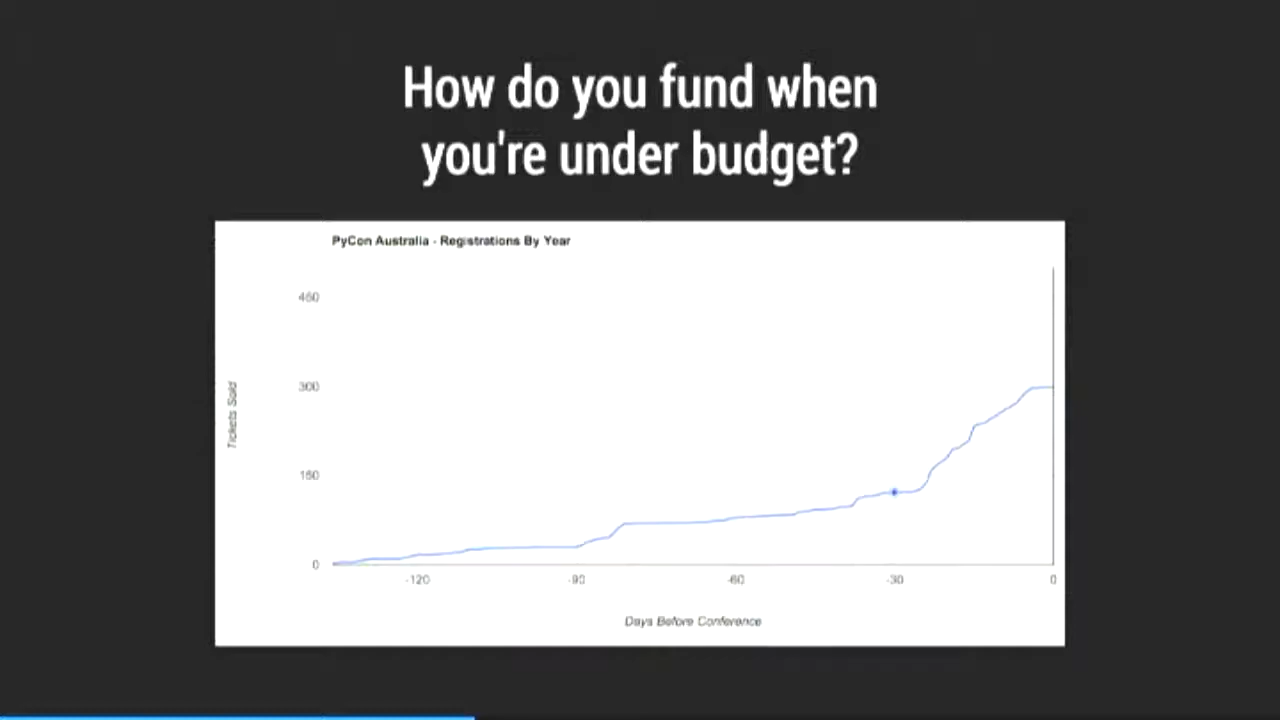 How do you fund when
you're under budget?
PyCon Australia - Registrations By Year
450
300
150
0
Tickets Sold
-120
-90
-60
-30
0
Days Before Conference